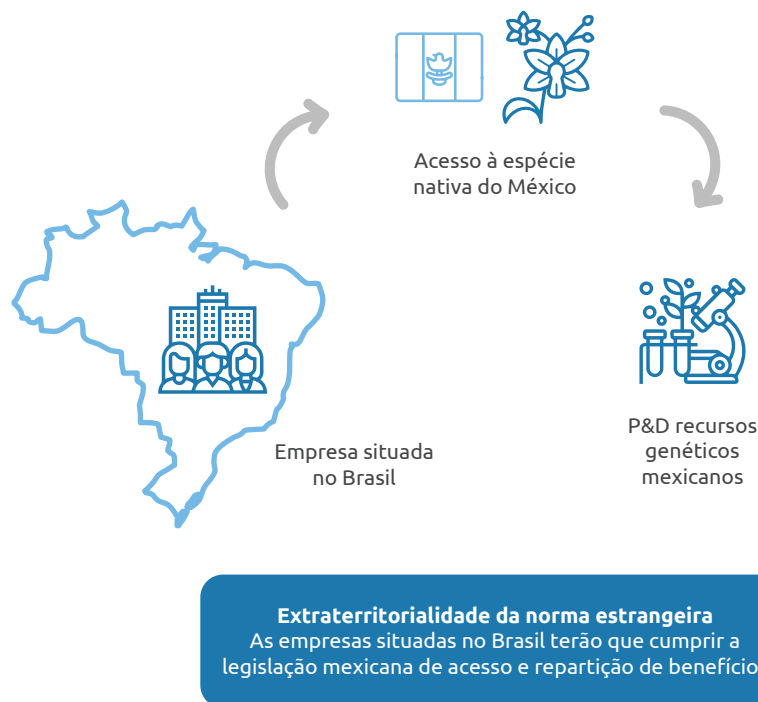 Acesso à espécie
nativa do México
Empresa situada
no Brasil
P&D recursos
genéticos
mexicanos
Extraterritorialidade da norma estrangeira
As empresas situadas no Brasil terão que cumprir a
legislação mexicana de acesso e repartição de benefício